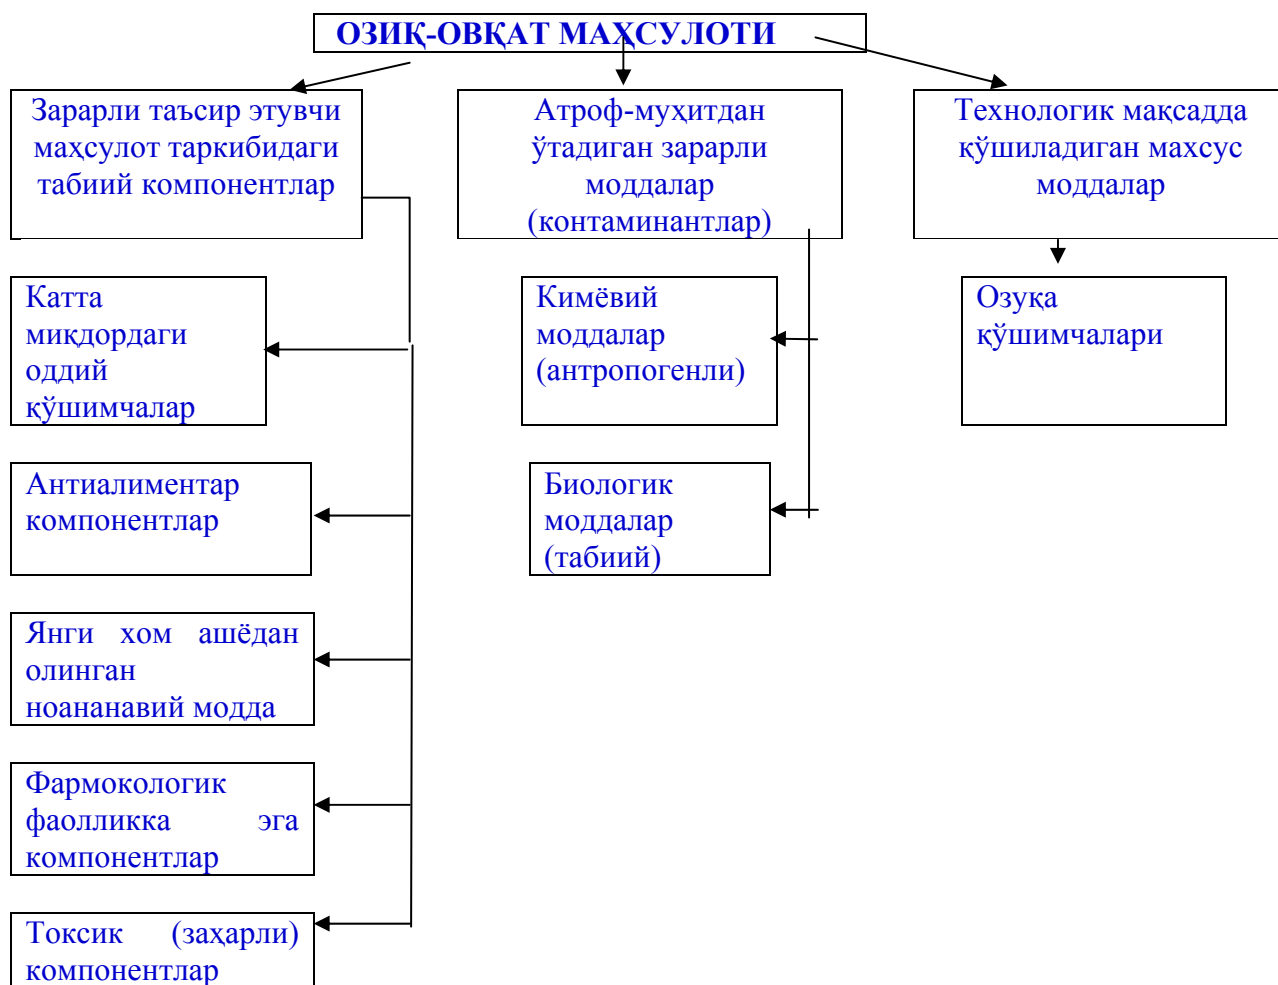 ОЗИҚ-ОВҚАТ МАҲСУЛОТИ
Зарарли таъсир этувчи
маҳсулот таркибидаги
табиий компонентлар
Атроф-муҳитдан
ўтадиган зарарли
моддалар
(контаминантлар)
Технологик мақсадда
қўшиладиган махсус
моддалар
Катта
миқдордаги
оддий
қўшимчалар
Кимёвий
моддалар
(антропогенли)
Озуқа
қўшимчалари
Антиалиментар
компонентлар
Биологик
моддалар
(табиий)
Янги хом ашёдан
олинган
ноананавий модда
Фармокологик
фаолликка эга
компонентлар
Токсик (заҳарли)
компонентлар